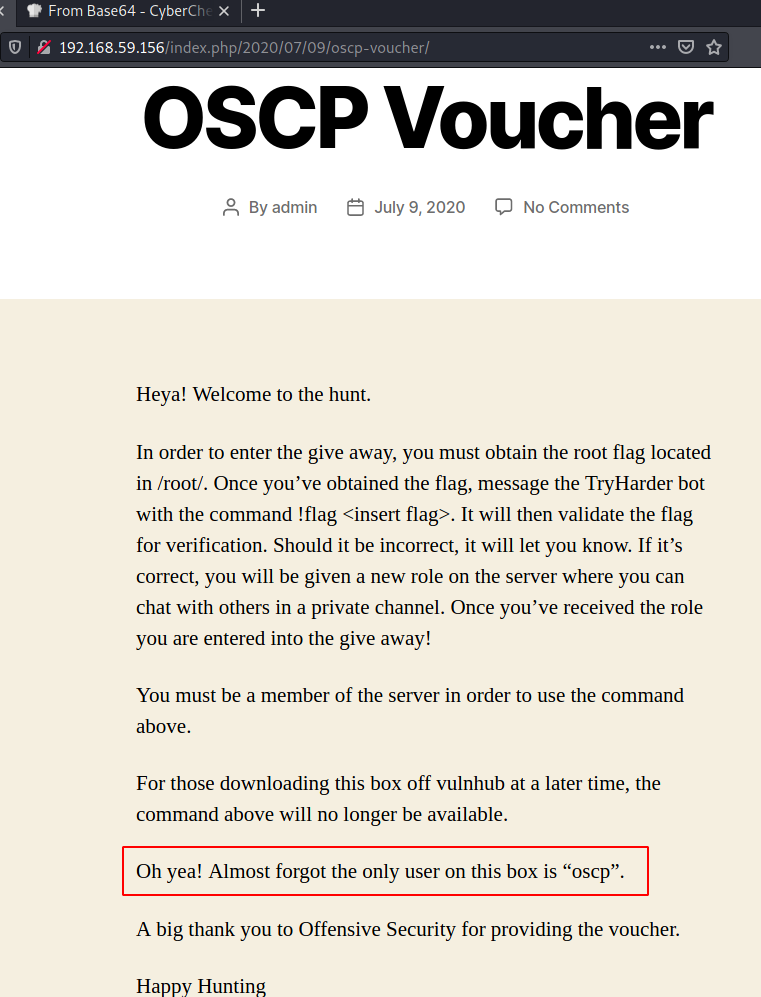 From Base64 - CyberChe
192.168.59.156/index.php/2020/07/09/oscp-voucher/
OSCP Voucher
By admin July 9, 2020 No Comments
Heya! Welcome to the hunt.
In order to enter the give away, you must obtain the root flag located
in /root/. Once you’ve obtained the flag, message the TryHarder bot
with the command !flag <insert flag>. It will then validate the flag
for verification. Should it be incorrect, it will let you know. If it’s
correct, you will be given a new role on the server where you can
chat with others in a private channel. Once you’ve received the role
you are entered into the give away!
You must be a member of the server in order to use the command
above.
For those downloading this box off vulnhub at a later time, the
command above will no longer be available.
Oh yea! Almost forgot the only user on this box is “oscp”.
A big thank you to Offensive Security for providing the voucher.
Happy Hunting